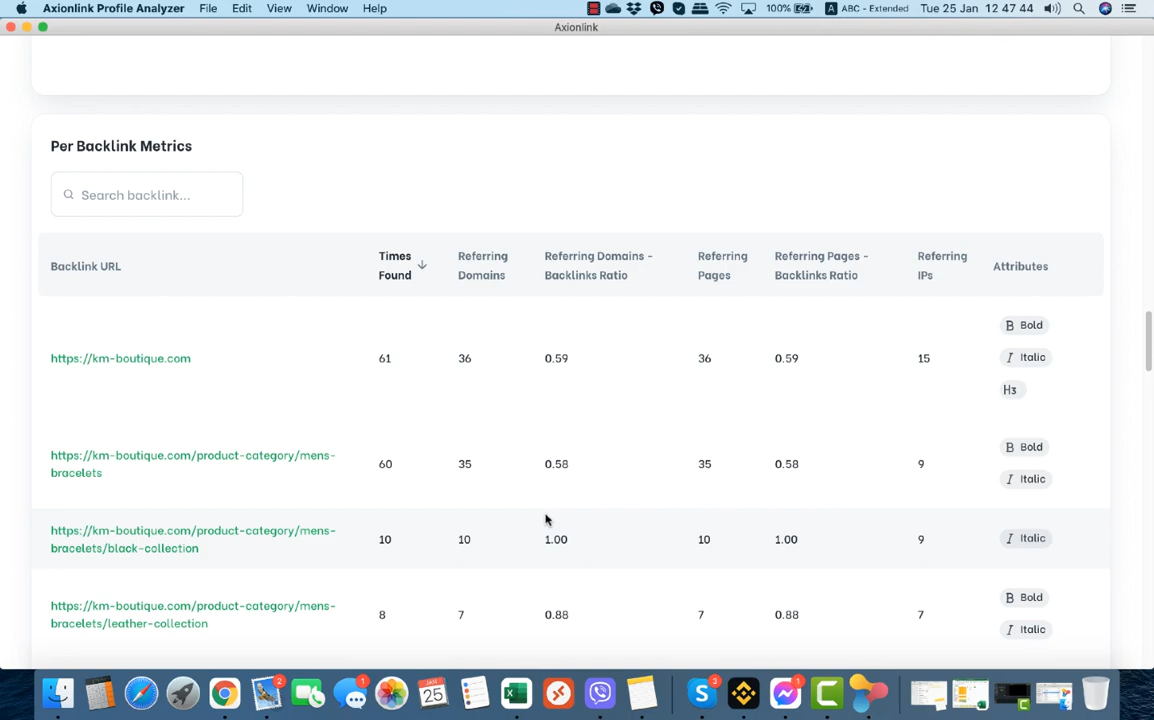 Axionlink Profile Analyzer File Edit View Window Help 100% A ABC - Extended Tue 25 Jan 12 47 44
Axionlink
Per Backlink Metrics
Search backlink...
Backlink URL
Times Found
Referring Domains
Referring Domains - Backlinks Ratio
Referring Pages
Referring Pages - Backlinks Ratio
Referring IPs
Attributes
https://km-boutique.com 61 36 0.59 36 0.59 15
B Bold
I Italic
H3
https://km-boutique.com/product-category/mens-
bracelets
60 35 0.58 35 0.58 9
B Bold
I Italic
https://km-boutique.com/product-category/mens-
bracelets/black-collection
10 10 1.00 10 1.00 9
I Italic
https://km-boutique.com/product-category/mens-
bracelets/leather-collection
8 7 0.88 7 0.88 7
B Bold
I Italic
2
1
JAN
25
3
1